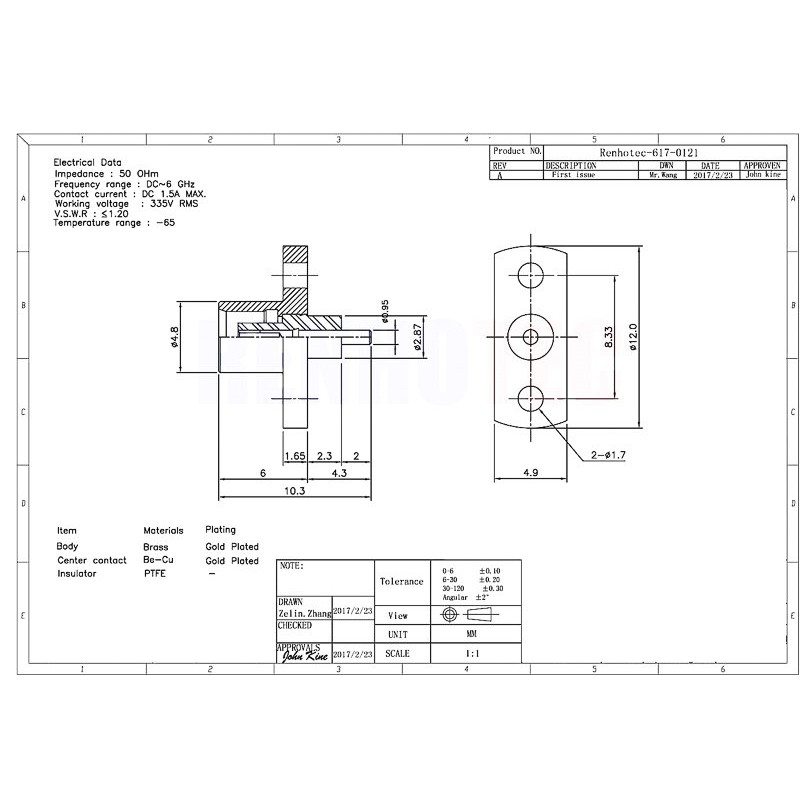 1 2 3 4 5 6
Product NO. Renhotec-617-0121
REV DESCRIPTION DWN DATE APPROVEN
A First issue Mr.Wang 2017/2/23 John kine
Electrical Data
Impedance : 50 OHm
Frequency range : DC~6 GHz
Contact current : DC 1.5A MAX.
Working voltage : 335V RMS
V.S.W.R : ≤1.20
Temperature range : -65
A A
B B
C C
D D
E E
ø4.8
ø0.95
ø2.87
8.33
ø12.0
2-ø1.7
1.65 2.3 2
6 4.3
10.3
4.9
Item Materials Plating
Body Brass Gold Plated
Center contact Be-Cu Gold Plated
Insulator PTFE -
NOTE:
DRAWN
Zelin.Zhang 2017/2/23
CHECKED
APPROVALS
John Kine 2017/2/23
Tolerance
0-6 ±0.10
6-30 ±0.20
30-120 ±0.30
Angular ±2°
View
UNIT MM
SCALE 1:1
1 2 3 4 5 6